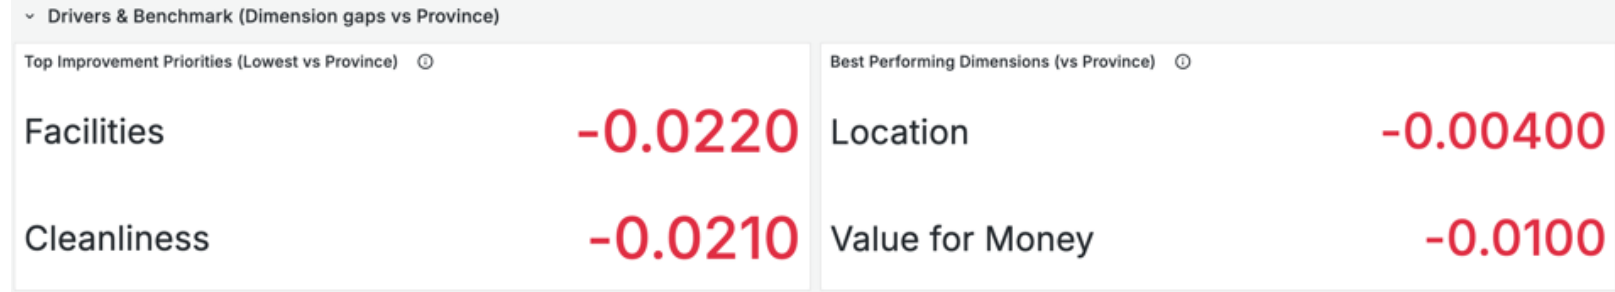 Drivers & Benchmark (Dimension gaps vs Province)
Top Improvement Priorities (Lowest vs Province)
Facilities -0.0220
Cleanliness -0.0210
Best Performing Dimensions (vs Province)
Location -0.00400
Value for Money -0.0100